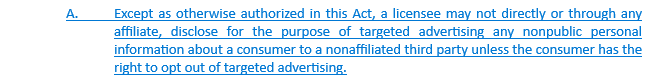 A. Except as otherwise authorized in this Act, a licensee may not directly or through any
affiliate, disclose for the purpose of targeted advertising any nonpublic personal
information about a consumer to a nonaffiliated third party unless the consumer has the
right to opt out of targeted advertising.